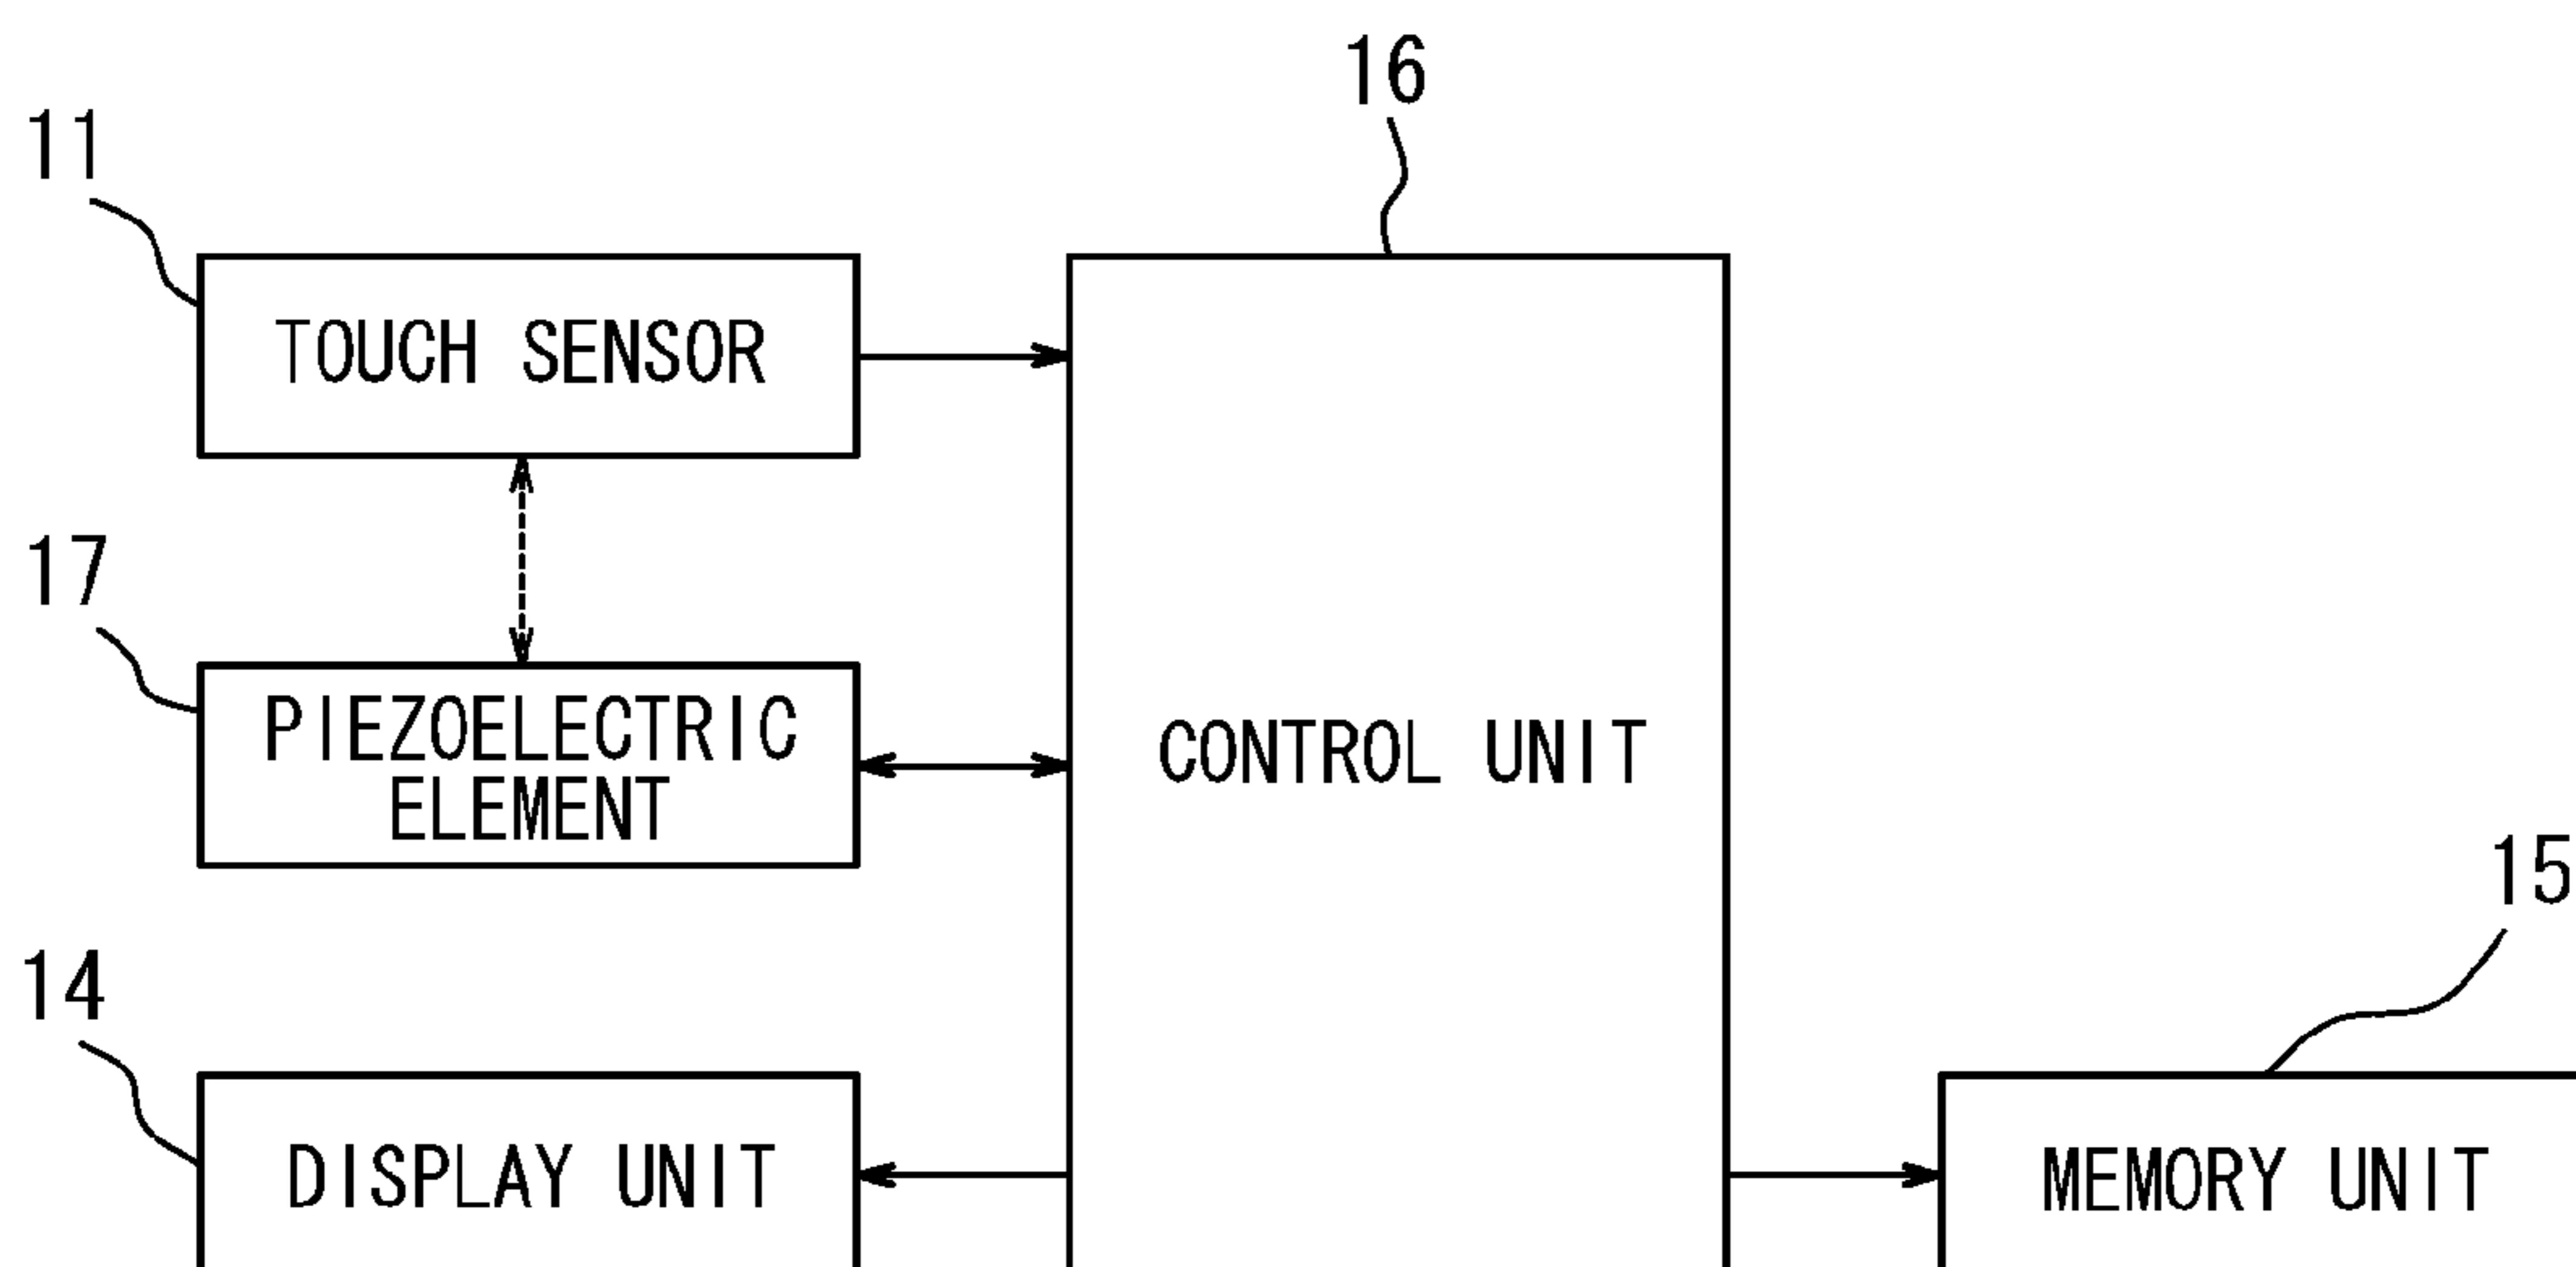 16
11
TOUCH SENSOR
17
PIEZOELECTRIC
ELEMENT
CONTROL UNIT
15
14
DISPLAY UNIT
MEMORY UNIT